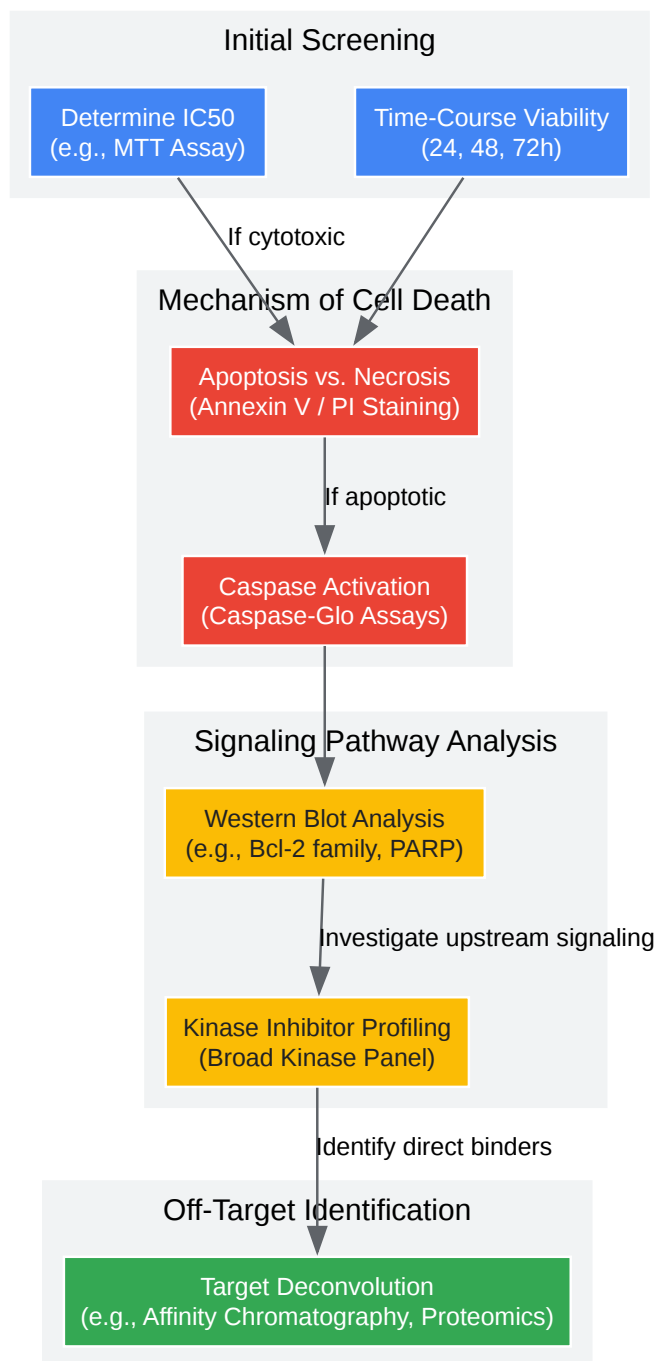 Initial Screening
Determine IC50
(e.g., MTT Assay)
Time-Course Viability
(24, 48, 72h)
If cytotoxic
Mechanism of Cell Death
Apoptosis vs. Necrosis
(Annexin V / PI Staining)
If apoptotic
Caspase Activation
(Caspase-Glo Assays)
Signaling Pathway Analysis
Western Blot Analysis
(e.g., Bcl-2 family, PARP)
Investigate upstream signaling
Kinase Inhibitor Profiling
(Broad Kinase Panel)
Identify direct binders
Off-Target Identification
Target Deconvolution
(e.g., Affinity Chromatography, Proteomics)